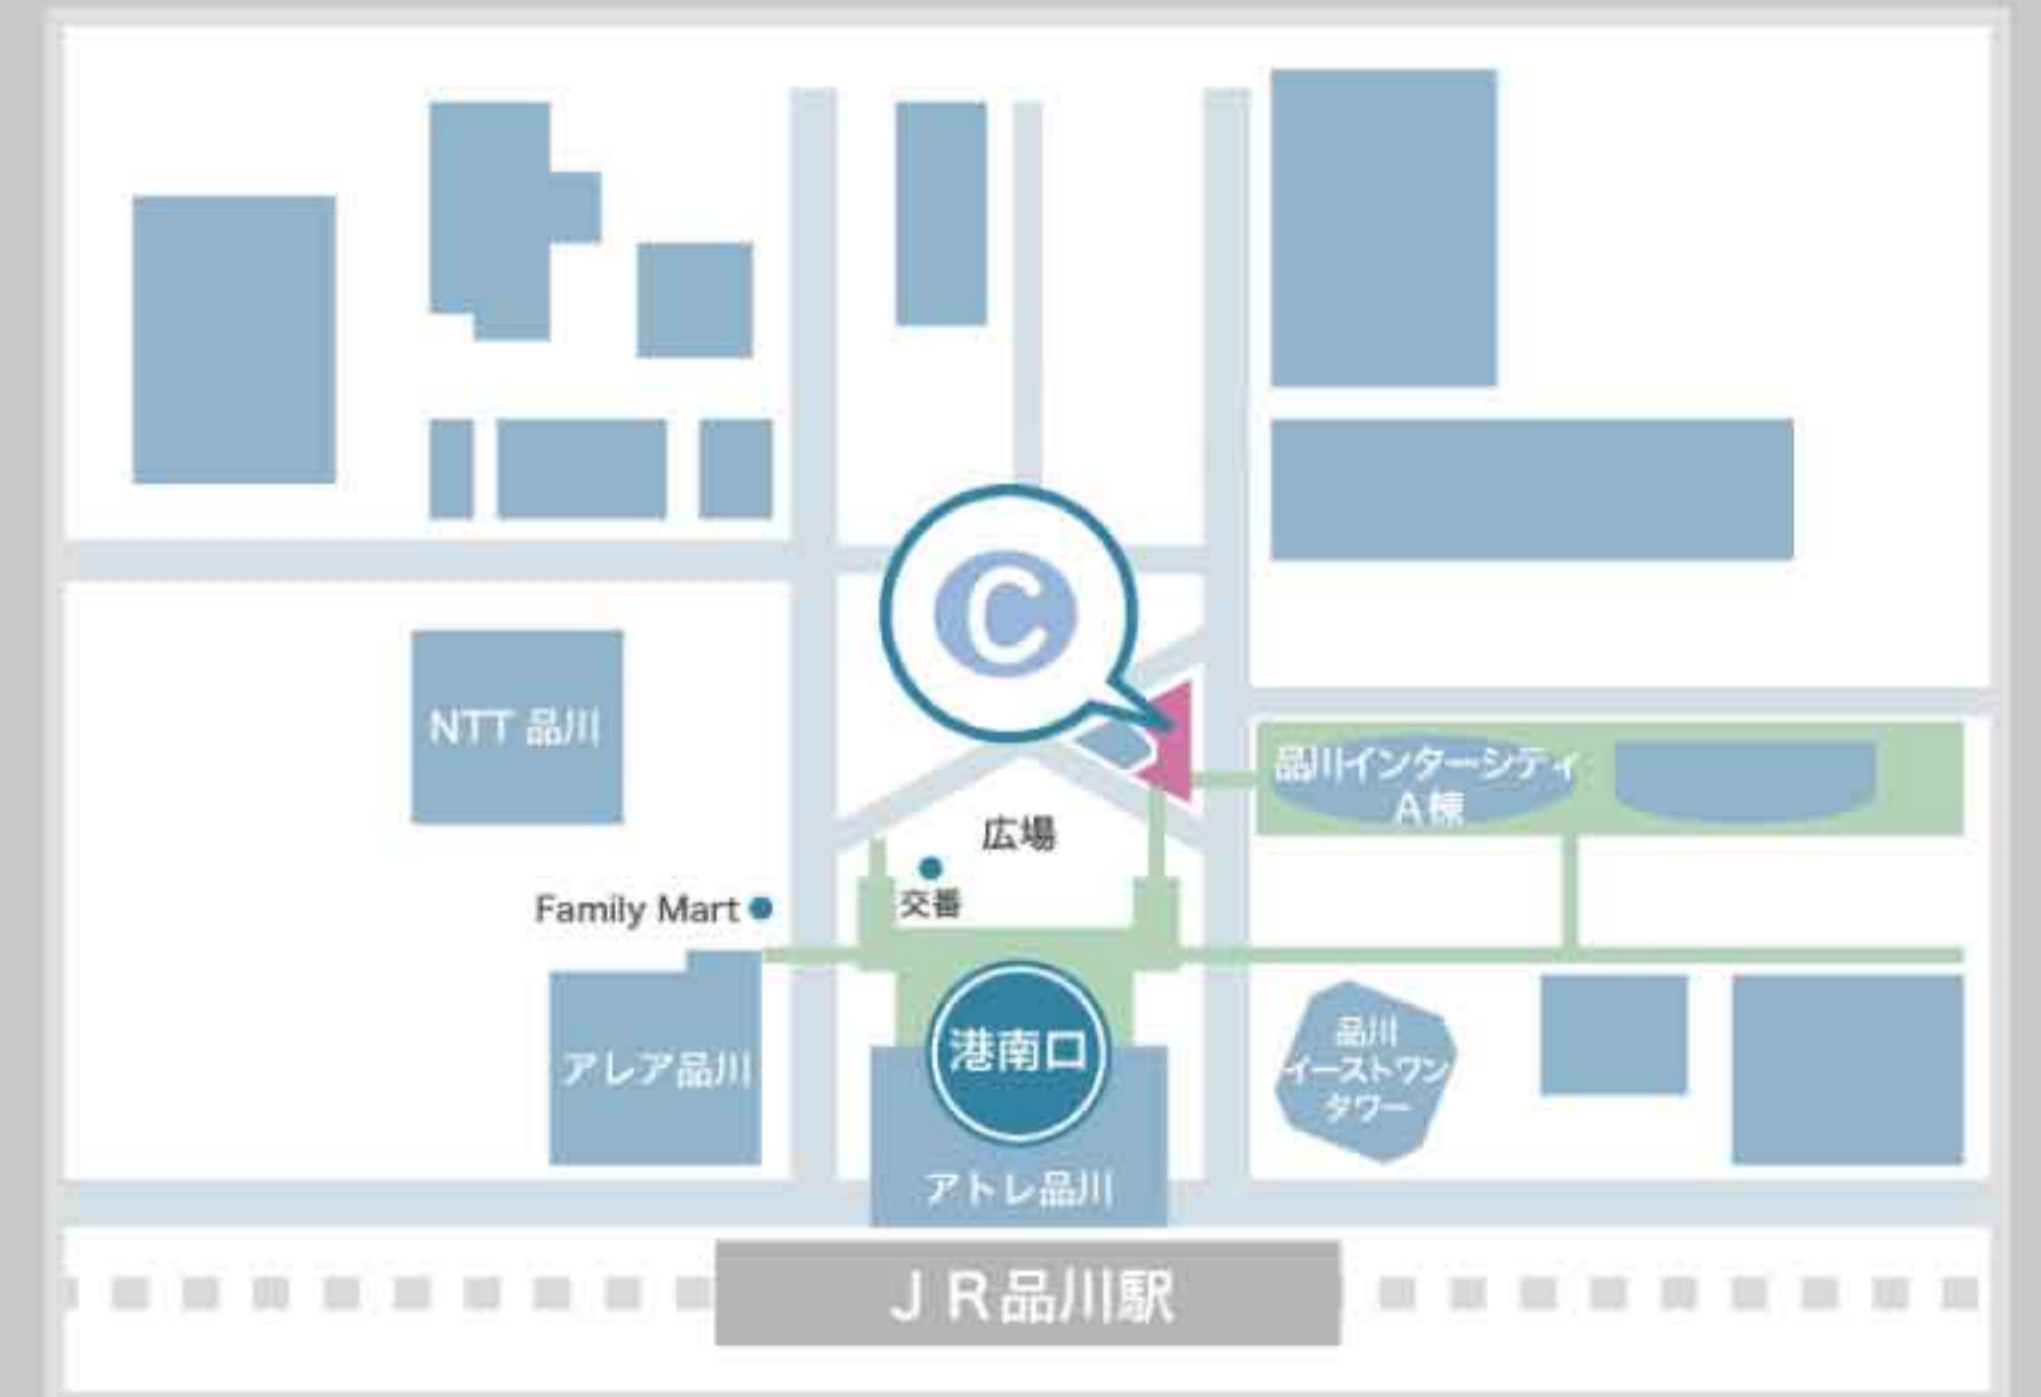 C
NTT 品川
品川インターシティ
A棟
広場
交番
Family Mart
港南口
アレア品川
品川
イーストワン
タワー
アトレ品川
JR品川駅